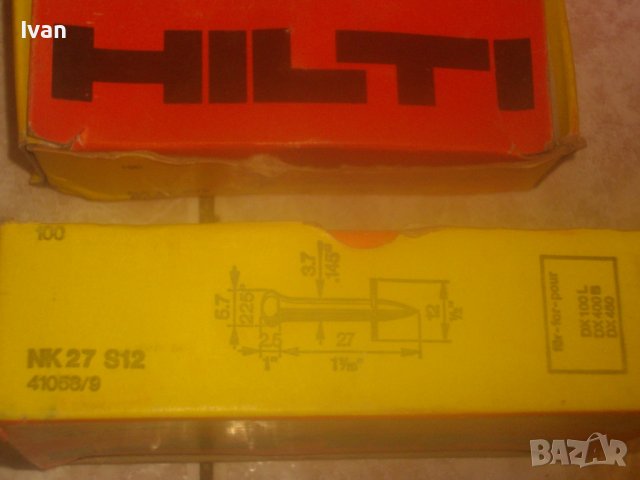 Ivan
HILTI
100
3.7
.145"
5.7
.225"
12
½"
2.5
27
1"
1 1/16"
NK 27 S12
41058/9
für-for-pour
DX 100 L
DX 400 B
DX 450
BAZAR